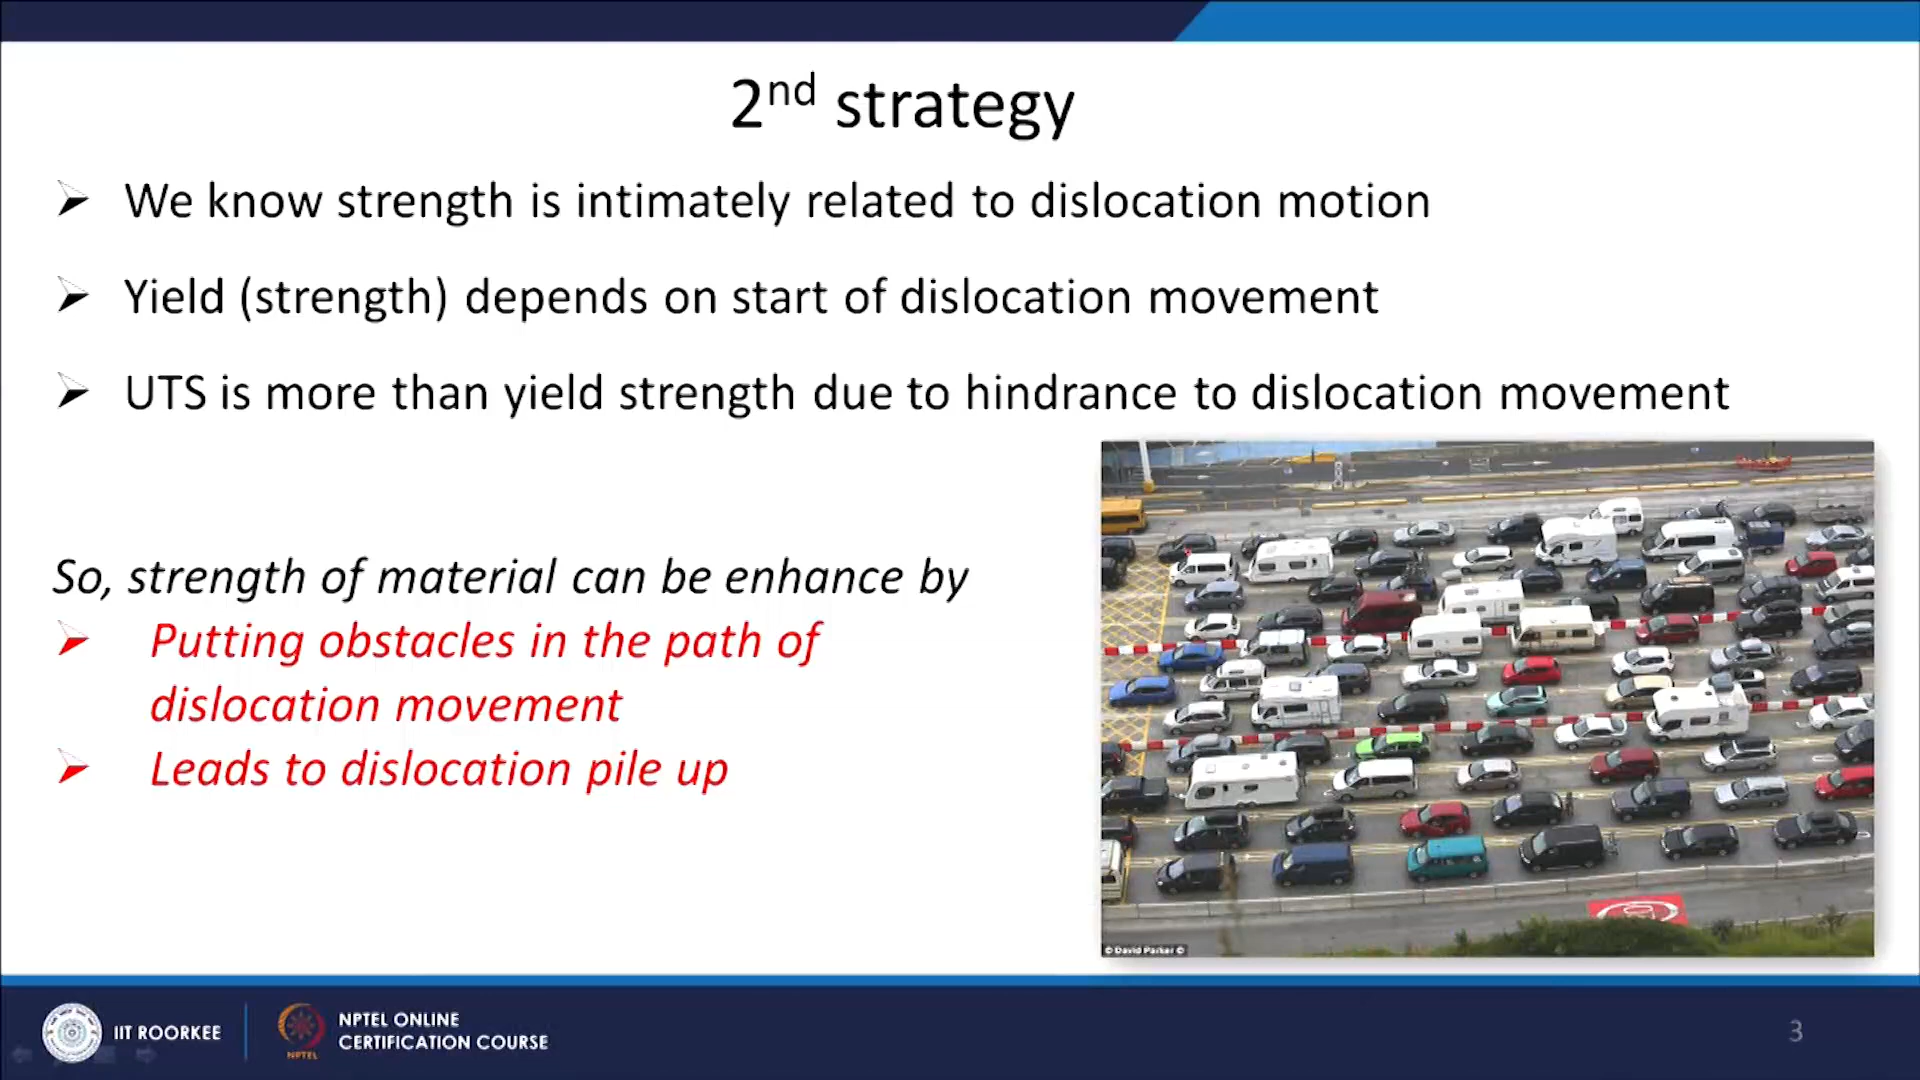 2nd strategy
We know strength is intimately related to dislocation motion
Yield (strength) depends on start of dislocation movement
UTS is more than yield strength due to hindrance to dislocation movement
So, strength of material can be enhance by
Putting obstacles in the path of
dislocation movement
Leads to dislocation pile up
© David Parker ©
IIT ROORKEE
NPTEL
NPTEL ONLINE
CERTIFICATION COURSE
3